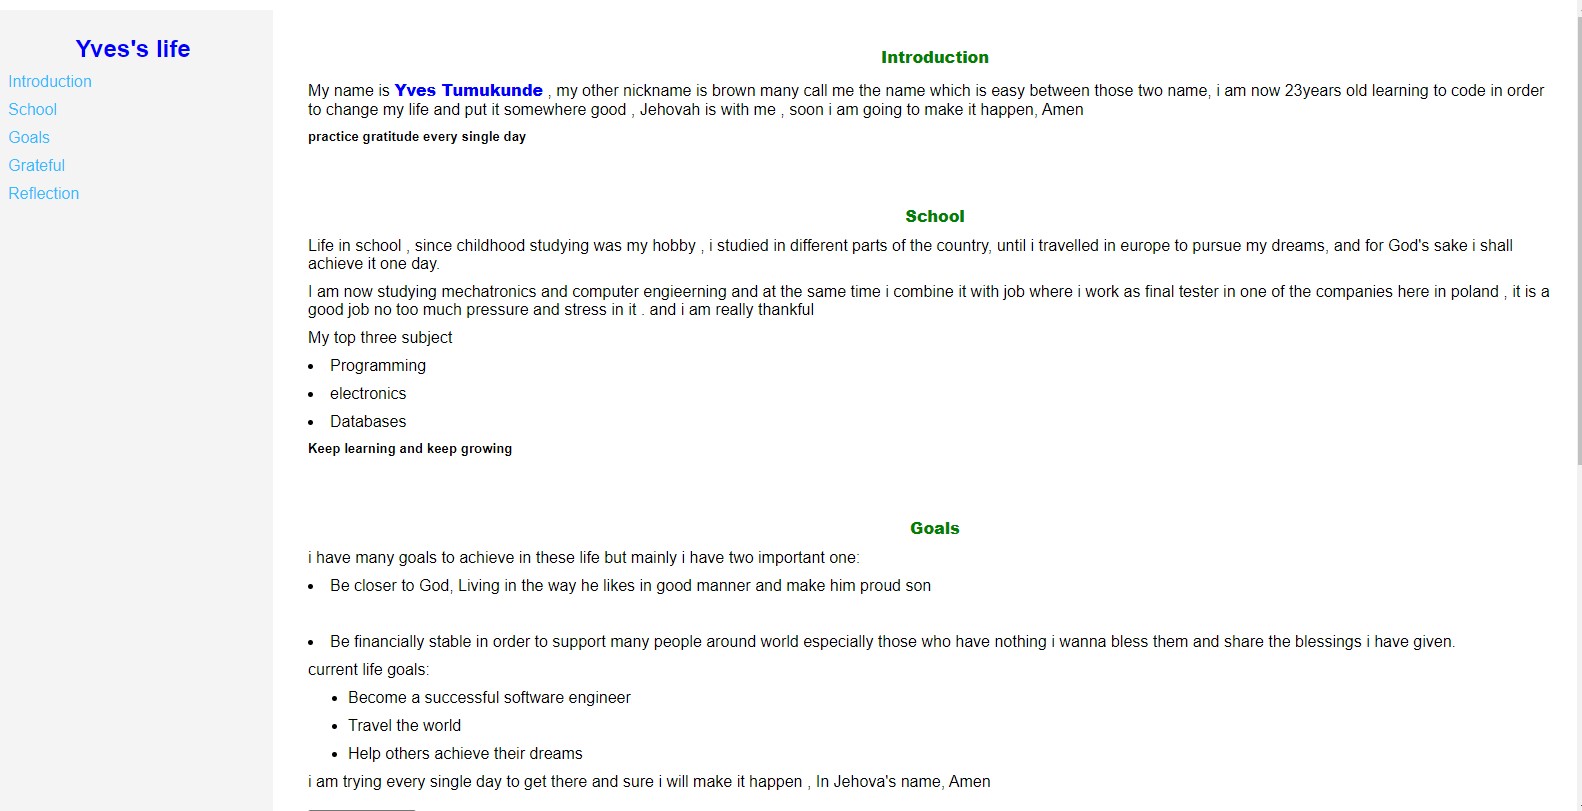 Yves's life
Introduction
School
Goals
Grateful
Reflection
Introduction
My name is Yves Tumukunde , my other nickname is brown many call me the name which is easy between those two name, i am now 23years old learning to code in order
to change my life and put it somewhere good , Jehovah is with me , soon i am going to make it happen, Amen
practice gratitude every single day
School
Life in school , since childhood studying was my hobby , i studied in different parts of the country, until i travelled in europe to pursue my dreams, and for God's sake i shall
achieve it one day.
I am now studying mechatronics and computer engieerning and at the same time i combine it with job where i work as final tester in one of the companies here in poland , it is a
good job no too much pressure and stress in it . and i am really thankful
My top three subject
• Programming
• electronics
• Databases
Keep learning and keep growing
Goals
i have many goals to achieve in these life but mainly i have two important one:
• Be closer to God, Living in the way he likes in good manner and make him proud son
• Be financially stable in order to support many people around world especially those who have nothing i wanna bless them and share the blessings i have given.
current life goals:
• Become a successful software engineer
• Travel the world
• Help others achieve their dreams
i am trying every single day to get there and sure i will make it happen , In Jehova's name, Amen